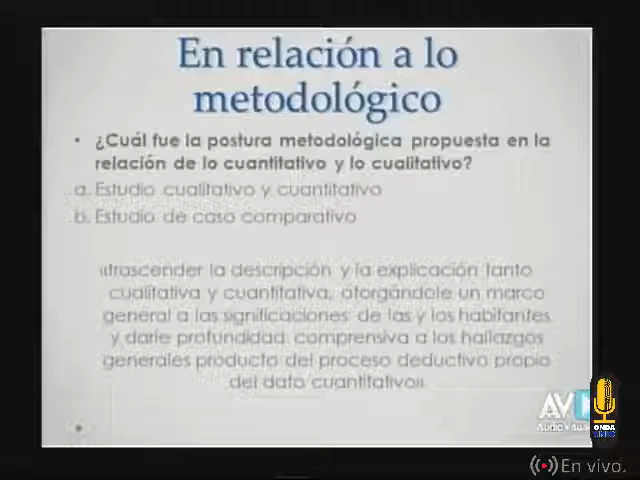 En relación a lo
metodológico
• ¿Cuál fue la postura metodológica propuesta en la
relación de lo cuantitativo y lo cualitativo?
a. Estudio cualitativo y cuantitativo
b. Estudio de caso comparativo
«trascender la descripción y la explicación tanto
cualitativa y cuantitativa, otorgándole un marco
general a las significaciones de las y los habitantes
y darle profundidad comprensiva a los hallazgos
generales producto del proceso deductivo propio
del dato cuantitativo».
AV
ONDA
En vivo.